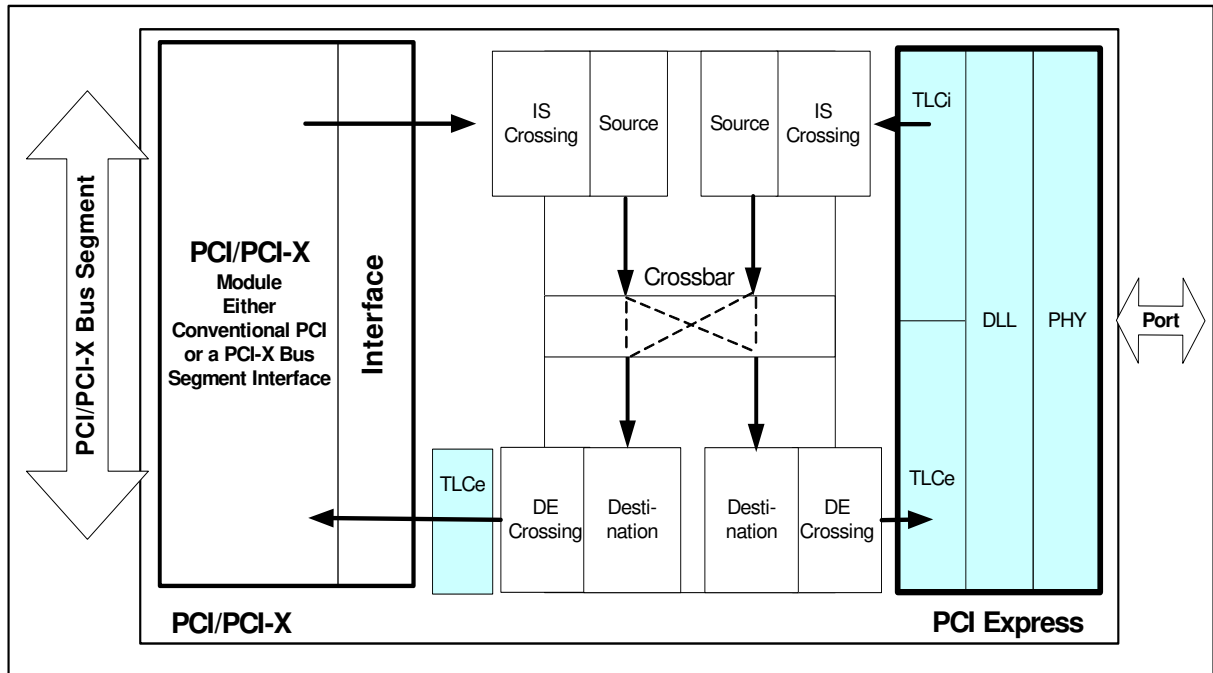 PCI/PCI-X Bus Segment
PCI/PCI-X
Module
Either
Conventional PCI
or a PCI-X Bus
Segment Interface
Interface
IS
Crossing
Source
Source
IS
Crossing
TLCi
Crossbar
DLL
PHY
Port
TLCe
DE
Crossing
Desti-
nation
Desti-
nation
DE
Crossing
TLCe
PCI/PCI-X
PCI Express